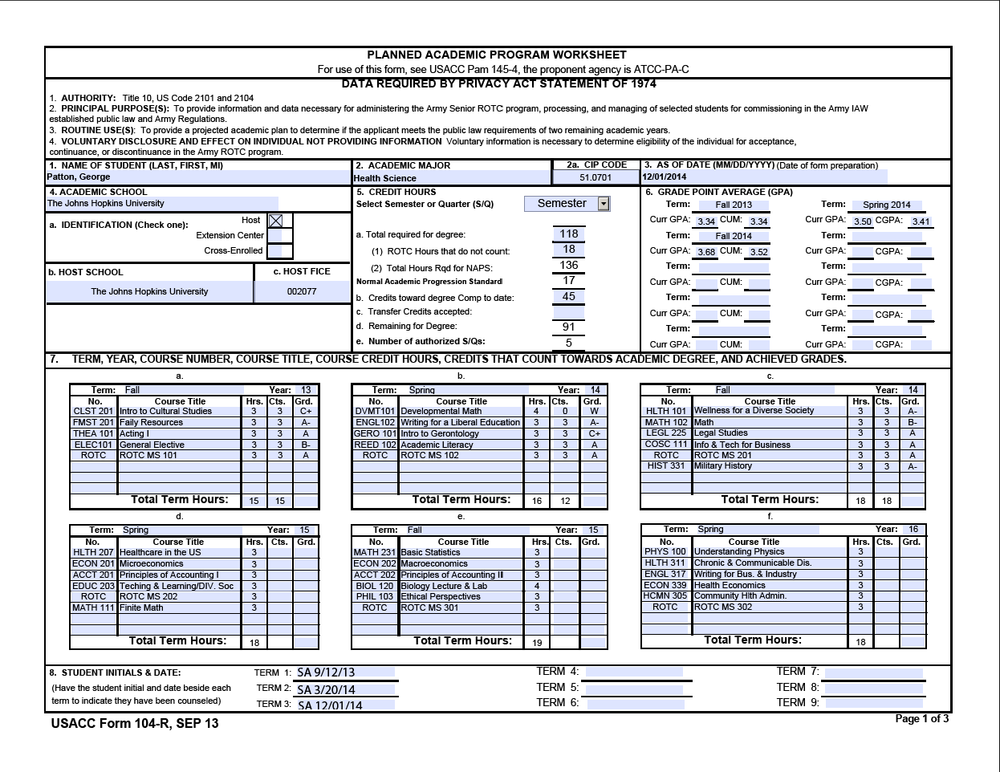 PLANNED ACADEMIC PROGRAM WORKSHEET
For use of this form, see USACC Pam 145-4, the proponent agency is ATCC-PA-C
DATA REQUIRED BY PRIVACY ACT STATEMENT OF 1974
1. AUTHORITY: Title 10, US Code 2101 and 2104
2. PRINCIPAL PURPOSE(S): To provide information and data necessary for administering the Army Senior ROTC program, processing, and managing of selected students for commissioning in the Army IAW
established public law and Army Regulations.
3. ROUTINE USE(S): To provide a projected academic plan to determine if the applicant meets the public law requirements of two remaining academic years.
4. VOLUNTARY DISCLOSURE AND EFFECT ON INDIVIDUAL NOT PROVIDING INFORMATION Voluntary information is necessary to determine eligibility of the individual for acceptance,
continuance, or discontinuance in the Army ROTC program.
1. NAME OF STUDENT (LAST, FIRST, MI)
Patton, George
2. ACADEMIC MAJOR
Health Science
2a. CIP CODE
51.0701
3. AS OF DATE (MM/DD/YYYY) (Date of form preparation)
12/01/2014
4. ACADEMIC SCHOOL
The Johns Hopkins University
a. IDENTIFICATION (Check one):
Host
Extension Center
Cross-Enrolled
b. HOST SCHOOL
The Johns Hopkins University
c. HOST FICE
002077
5. CREDIT HOURS
Select Semester or Quarter (S/Q) Semester
a. Total required for degree: 118
(1) ROTC Hours that do not count: 18
(2) Total Hours Rqd for NAPS: 136
Normal Academic Progression Standard 17
b. Credits toward degree Comp to date: 45
c. Transfer Credits accepted:
d. Remaining for Degree: 91
e. Number of authorized S/Qs: 5
6. GRADE POINT AVERAGE (GPA)
Term: Fall 2013 Term: Spring 2014
Curr GPA: 3.34 CUM: 3.34 Curr GPA: 3.50 CGPA: 3.41
Term: Fall 2014 Term:
Curr GPA: 3.68 CUM: 3.52 Curr GPA: CGPA:
Term: Term:
Curr GPA: CUM: Curr GPA: CGPA:
Term: Term:
Curr GPA: CUM: Curr GPA: CGPA:
Term: Term:
Curr GPA: CUM: Curr GPA: CGPA:
7. TERM, YEAR, COURSE NUMBER, COURSE TITLE, COURSE CREDIT HOURS, CREDITS THAT COUNT TOWARDS ACADEMIC DEGREE, AND ACHIEVED GRADES.
a.
Term: Fall Year: 13
No. Course Title Hrs. Cts. Grd.
CLST 201 Intro to Cultural Studies 3 3 C+
FMST 201 Faily Resources 3 3 A-
THEA 101 Acting I 3 3 A
ELEC101 General Elective 3 3 B-
ROTC ROTC MS 101 3 3 A
Total Term Hours: 15 15
b.
Term: Spring Year: 14
No. Course Title Hrs. Cts. Grd.
DVMT101 Developmental Math 4 0 W
ENGL102 Writing for a Liberal Education 3 3 A-
GERO 101 Intro to Gerontology 3 3 C+
REED 102 Academic Literacy 3 3 A
ROTC ROTC MS 102 3 3 A
Total Term Hours: 16 12
c.
Term: Fall Year: 14
No. Course Title Hrs. Cts. Grd.
HLTH 101 Wellness for a Diverse Society 3 3 A-
MATH 102 Math 3 3 B-
LEGL 225 Legal Studies 3 3 A
COSC 111 Info & Tech for Business 3 3 A
ROTC ROTC MS 201 3 3 A
HIST 331 Military History 3 3 A-
Total Term Hours: 18 18
d.
Term: Spring Year: 15
No. Course Title Hrs. Cts. Grd.
HLTH 207 Healthcare in the US 3
ECON 201 Microeconomics 3
ACCT 201 Principles of Accounting I 3
EDUC 203 Teching & Learning/DIV. Soc 3
ROTC ROTC MS 202 3
MATH 111 Finite Math 3
Total Term Hours: 18
e.
Term: Fall Year: 15
No. Course Title Hrs. Cts. Grd.
MATH 231 Basic Statistics 3
ECON 202 Macroeconomics 3
ACCT 202 Principles of Accounting II 3
BIOL 120 Biology Lecture & Lab 4
PHIL 103 Ethical Perspectives 3
ROTC ROTC MS 301 3
Total Term Hours: 19
f.
Term: Spring Year: 16
No. Course Title Hrs. Cts. Grd.
PHYS 100 Understanding Physics 3
HLTH 311 Chronic & Communicable Dis. 3
ENGL 317 Writing for Bus. & Industry 3
ECON 339 Health Economics 3
HCMN 305 Community Hlth Admin. 3
ROTC ROTC MS 302 3
Total Term Hours: 18
8. STUDENT INITIALS & DATE:
(Have the student initial and date beside each
term to indicate they have been counseled)
TERM 1: SA 9/12/13 TERM 4: TERM 7:
TERM 2: SA 3/20/14 TERM 5: TERM 8:
TERM 3: SA 12/01/14 TERM 6: TERM 9:
USACC Form 104-R, SEP 13
Page 1 of 3